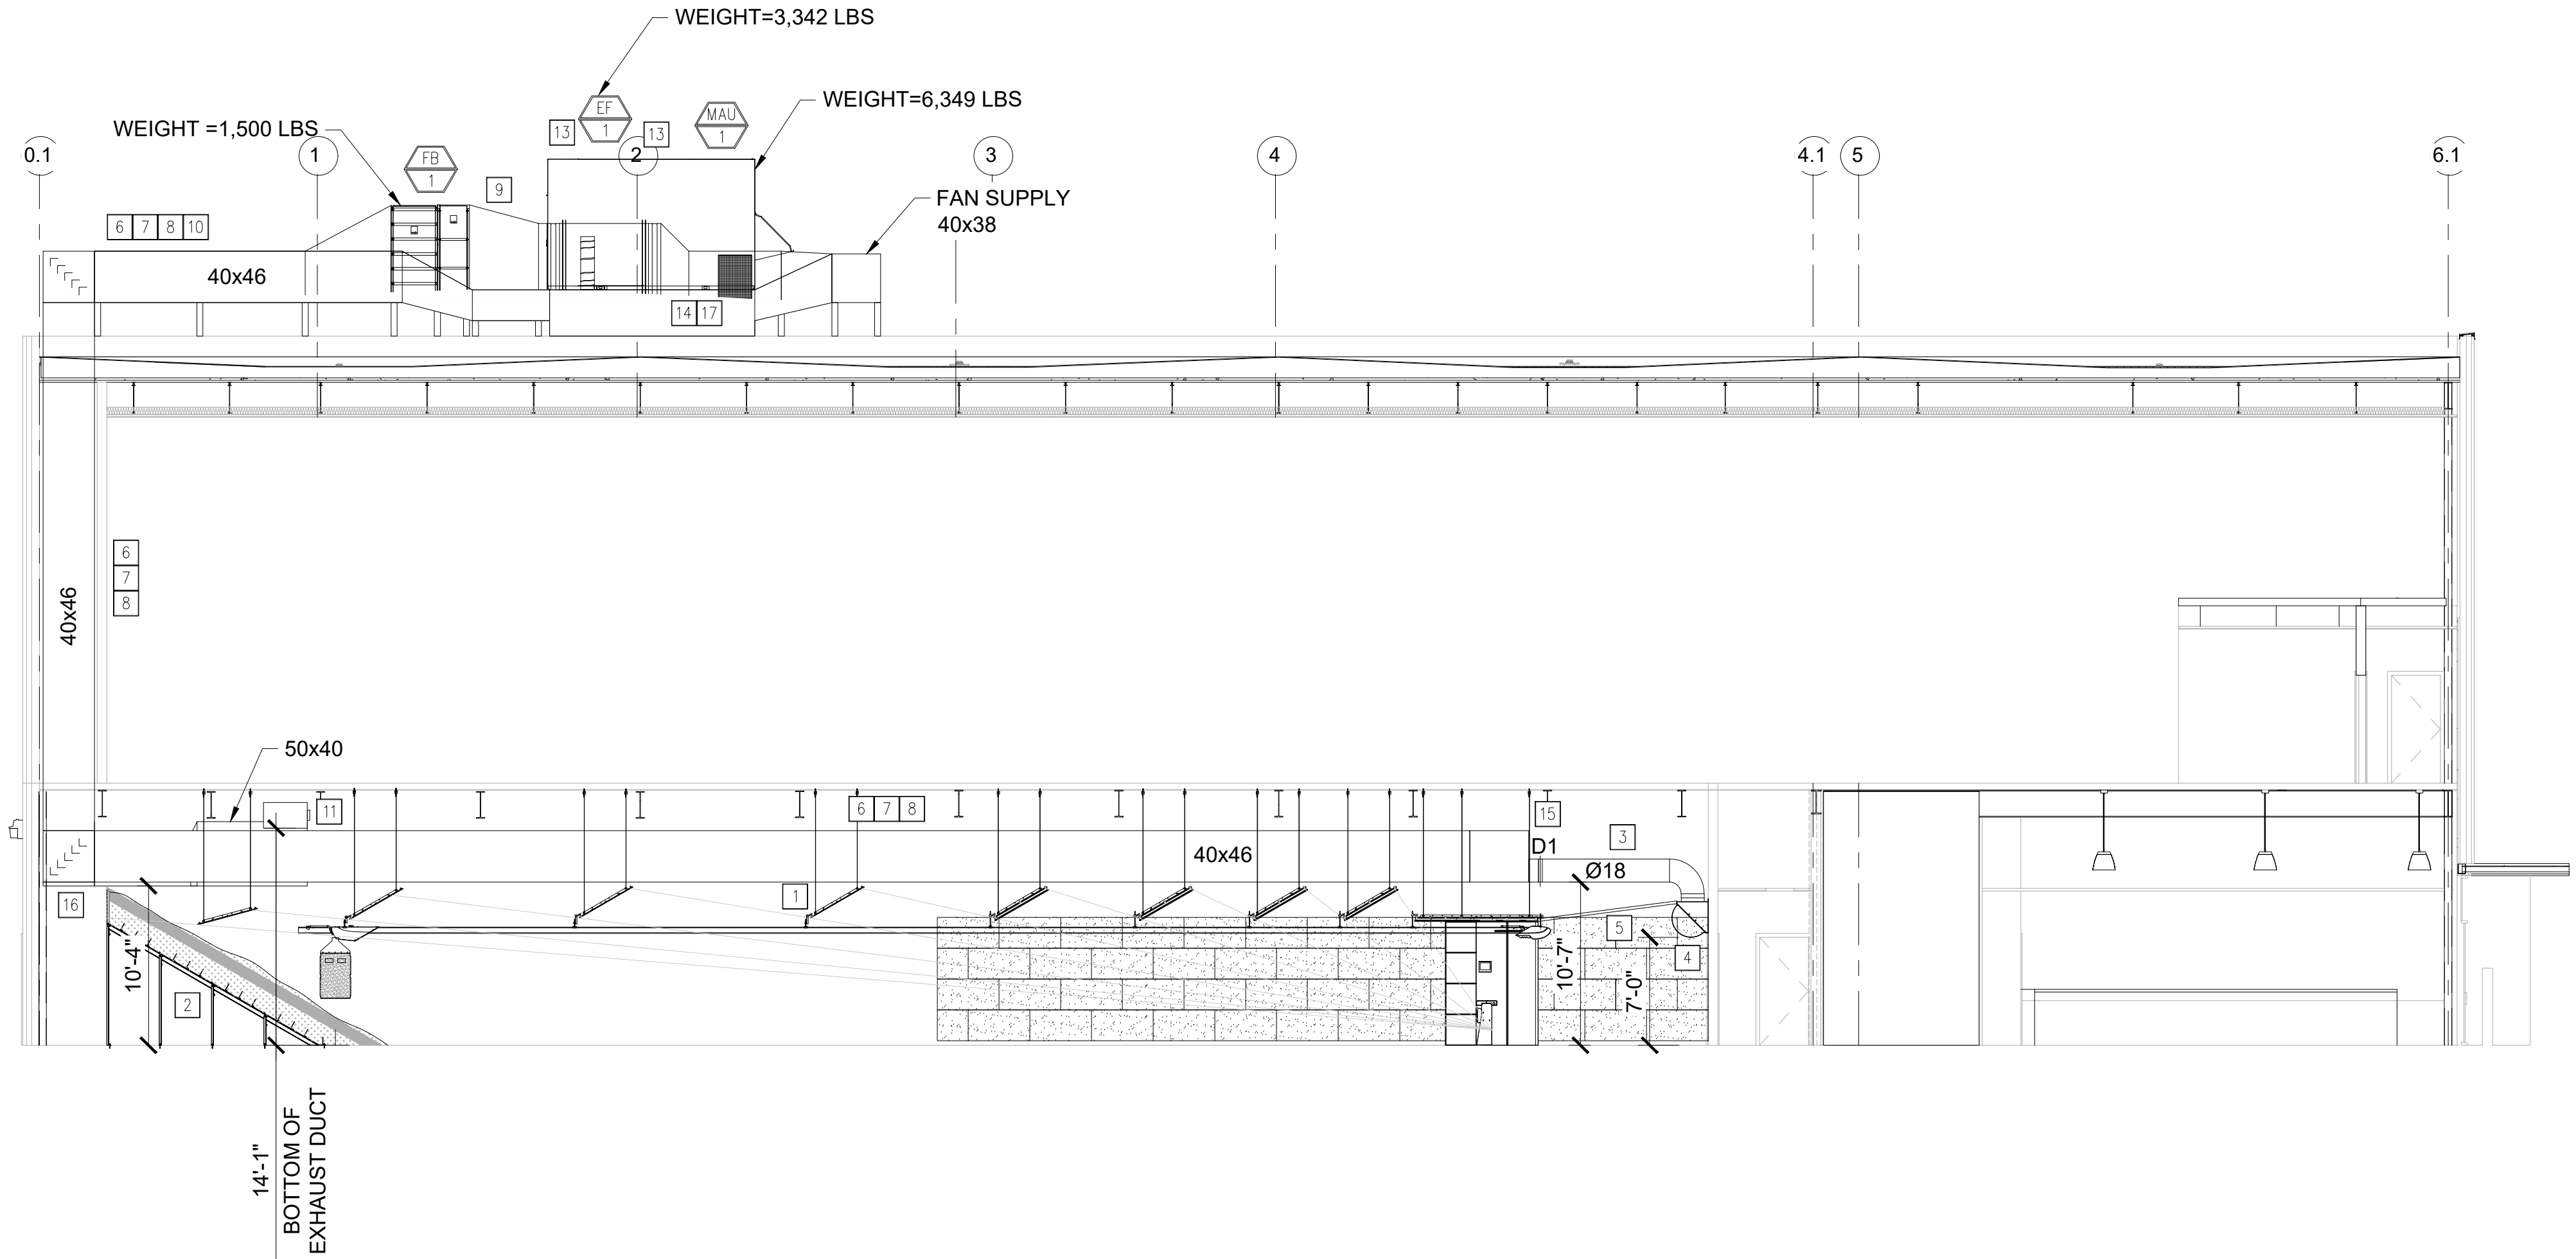 WEIGHT=3,342 LBS
WEIGHT=6,349 LBS
WEIGHT =1,500 LBS
EF
1
MAU
1
13
13
FB
1
9
0.1
1
2
3
4
4.1
5
6.1
FAN SUPPLY
40x38
6 7 8 10
40x46
14 17
6
7
8
40x46
50x40
11
6 7 8
15
3
D1
40x46
Ø18
1
16
5
4
2
10'-4"
10'-7"
7'-0"
14'-1"
BOTTOM OF
EXHAUST DUCT